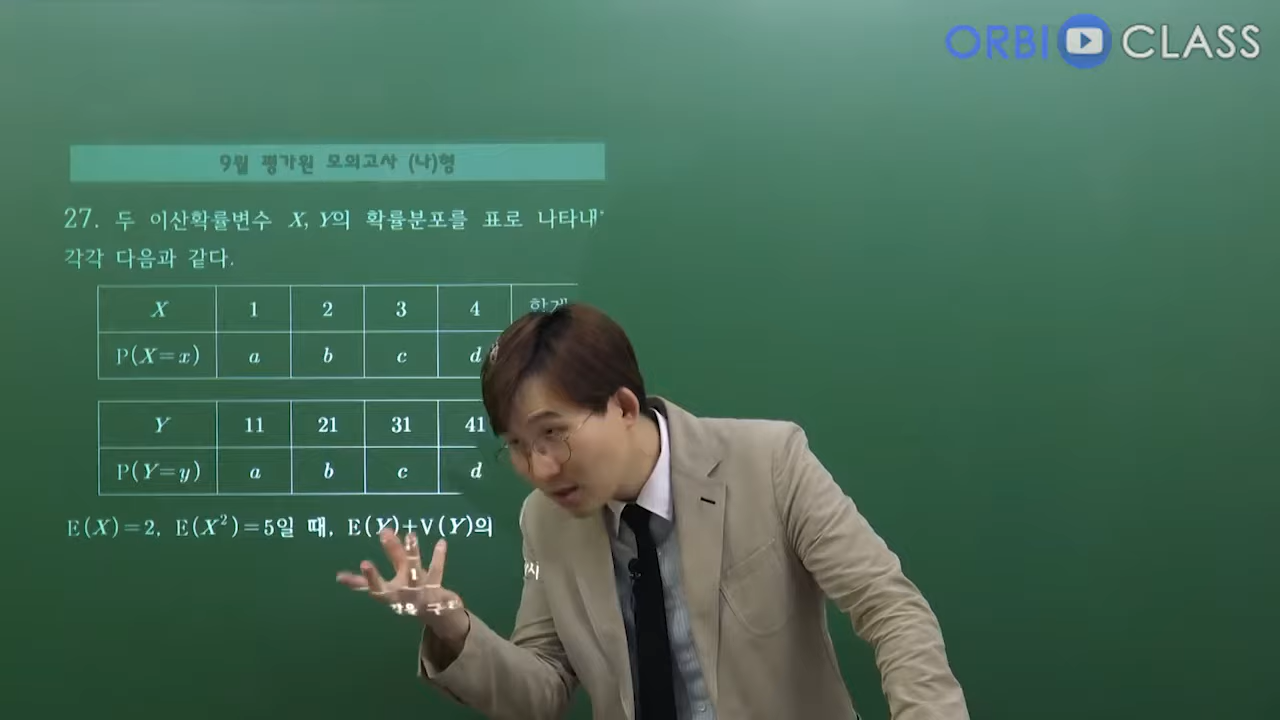 ORBI CLASS
9월 평가원 모의고사 (나)형
27. 두 이산확률변수 X, Y의 확률분포를 표로 나타내
각각 다음과 같다.
X 1 2 3 4 합계
P(X=x) a b c d
Y 11 21 31 41
P(Y=y) a b c d
E(X)=2, E(X²)=5일 때, E(Y)+V(Y)의